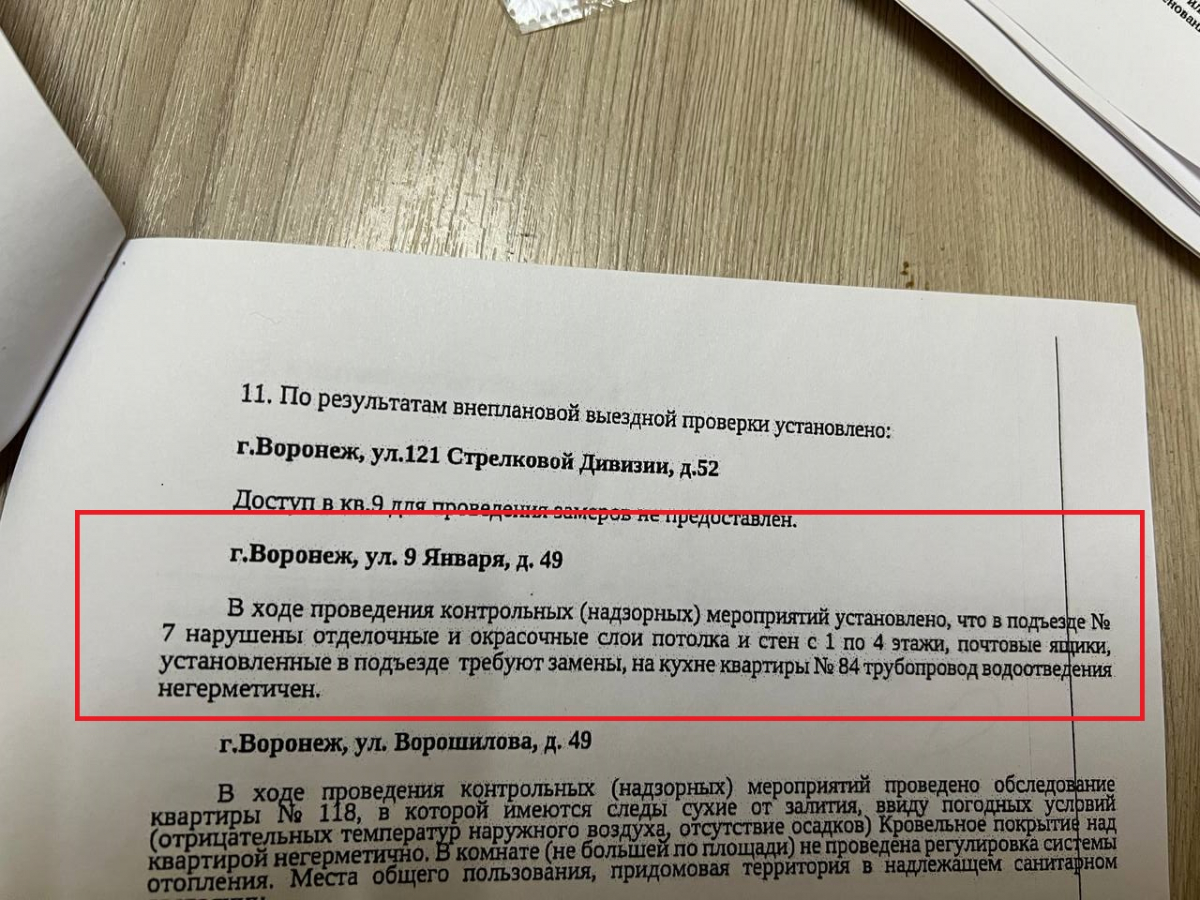 11. По результатам внеплановой выездной проверки установлено:
г.Воронеж, ул.121 Стрелковой Дивизии, д.52
Доступ в кв.9 для проведения замеров не предоставлен.
г.Воронеж, ул. 9 Января, д. 49
В ходе проведения контрольных (надзорных) мероприятий установлено, что в подъезде №
7 нарушены отделочные и окрасочные слои потолка и стен с 1 по 4 этажи, почтовые ящики,
установленные в подъезде требуют замены, на кухне квартиры № 84 трубопровод водоотведения
негерметичен.
г.Воронеж, ул. Ворошилова, д. 49
В ходе проведения контрольных (надзорных) мероприятий проведено обследование
квартиры № 118, в которой имеются следы сухие от залития, ввиду погодных условий
(отрицательных температур наружного воздуха, отсутствие осадков) Кровельное покрытие над
квартирой негерметично. В комнате (не большей по площади) не проведена регулировка системы
отопления. Места общего пользования, придомовая территория в надлежащем санитарном